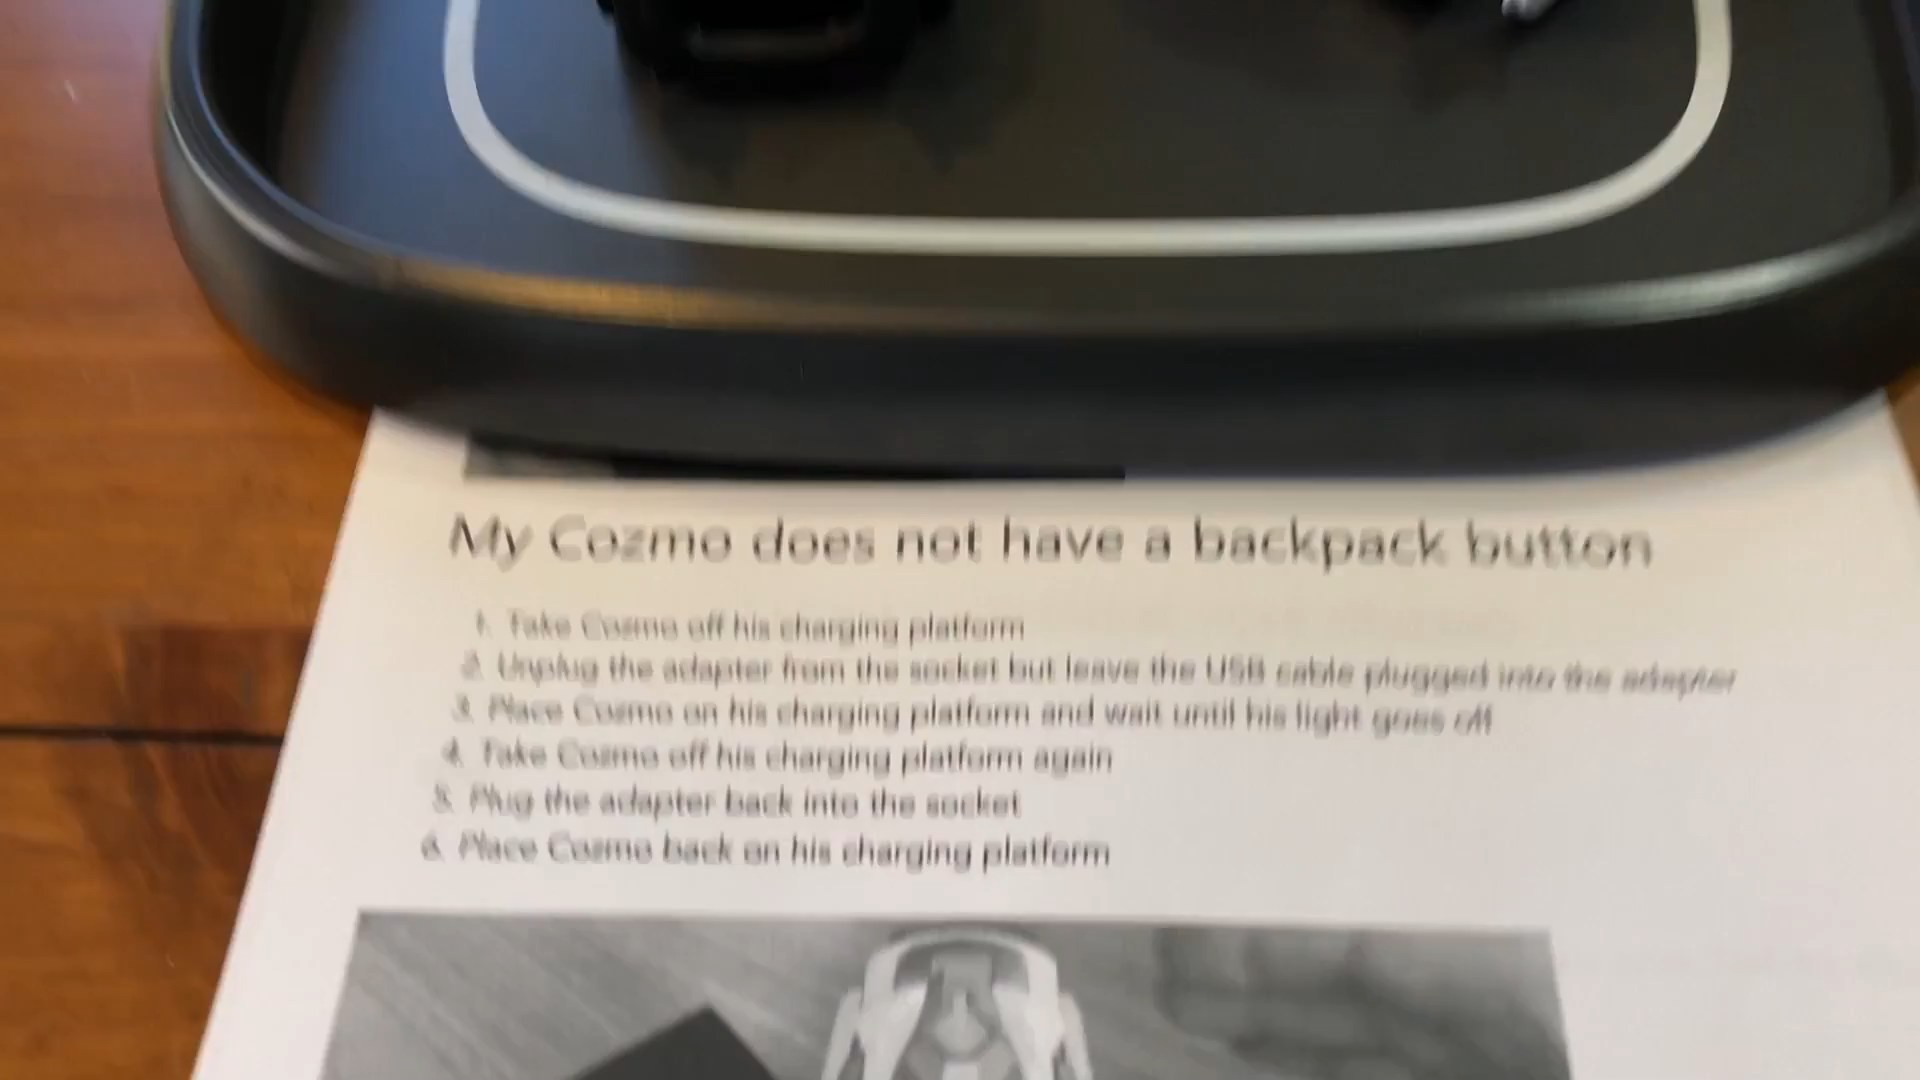 My Cozmo does not have a backpack button
1. Take Cozmo off his charging platform
2. Unplug the adapter from the socket but leave the USB cable plugged into the adapter
3. Place Cozmo on his charging platform and wait until his light goes off
4. Take Cozmo off his charging platform again
5. Plug the adapter back into the socket
6. Place Cozmo back on his charging platform